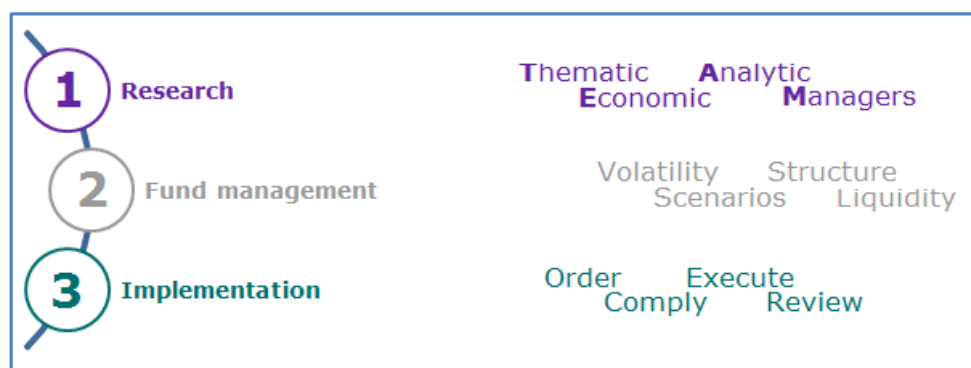 1 Research
Thematic Analytic
Economic Managers
2 Fund management
Volatility Structure
Scenarios Liquidity
3 Implementation
Order Execute
Comply Review